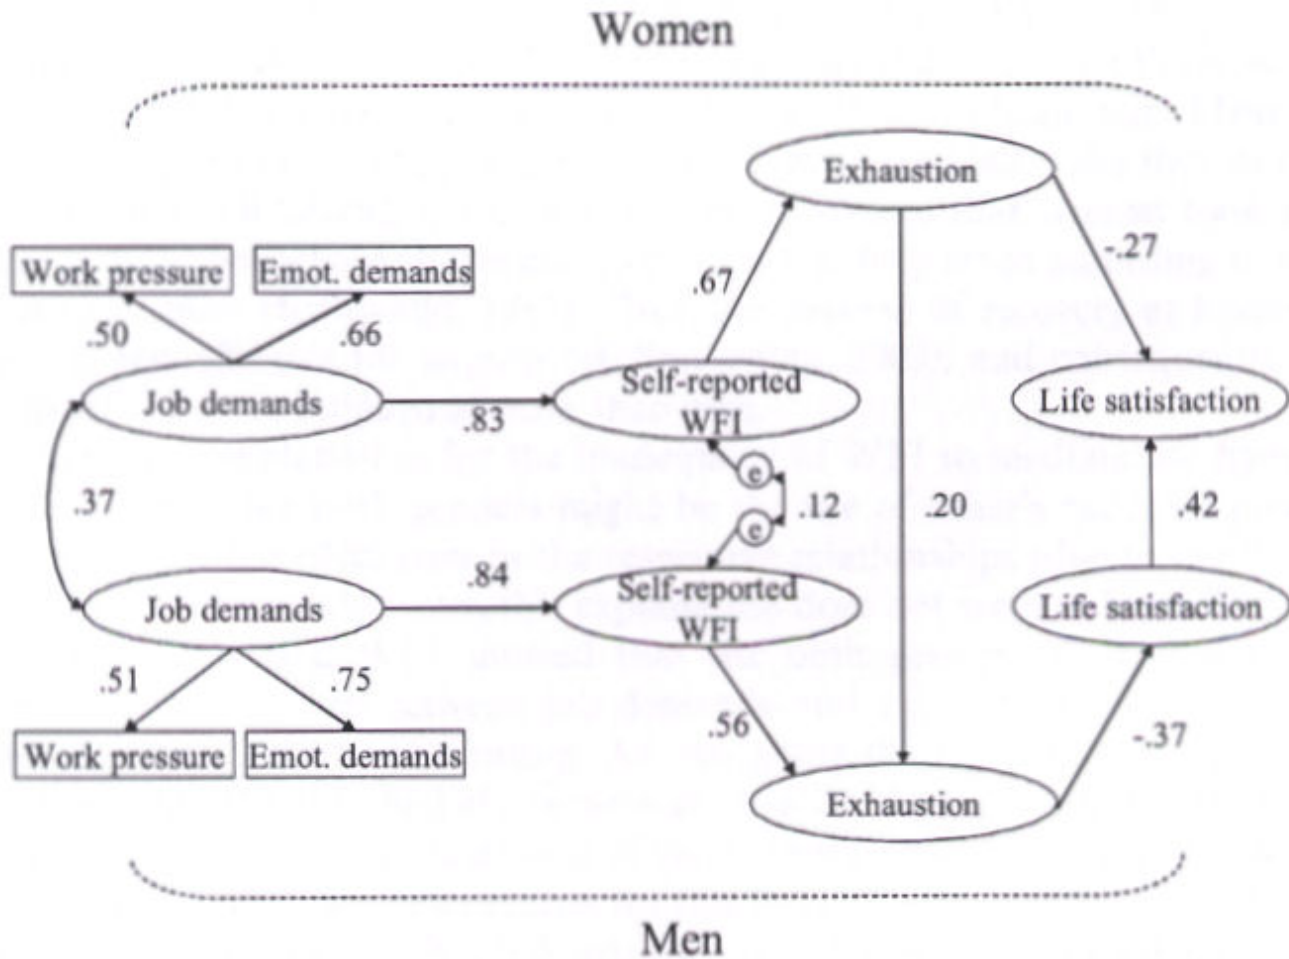 Women
Exhaustion
-.27
Work pressure
Emot. demands
.67
.50
.66
Job demands
.83
Self-reported
WFI
Life satisfaction
e
.37
.12
.20
.42
e
Job demands
.84
Self-reported
WFI
Life satisfaction
.51
.75
.56
-.37
Work pressure
Emot. demands
Exhaustion
Men